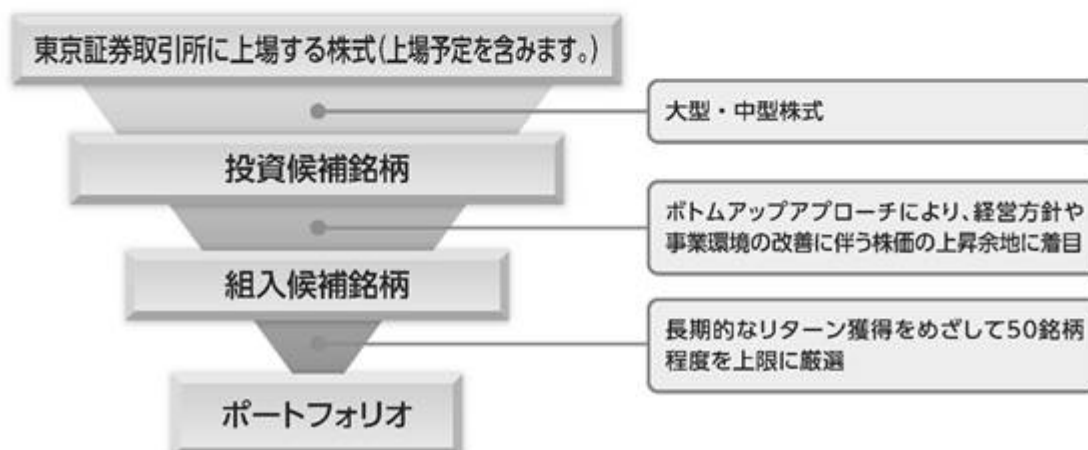 東京証券取引所に上場する株式(上場予定を含みます。)
大型・中型株式
投資候補銘柄
ボトムアップアプローチにより、経営方針や
事業環境の改善に伴う株価の上昇余地に着目
組入候補銘柄
長期的なリターン獲得をめざして50銘柄
程度を上限に厳選
ポートフォリオ